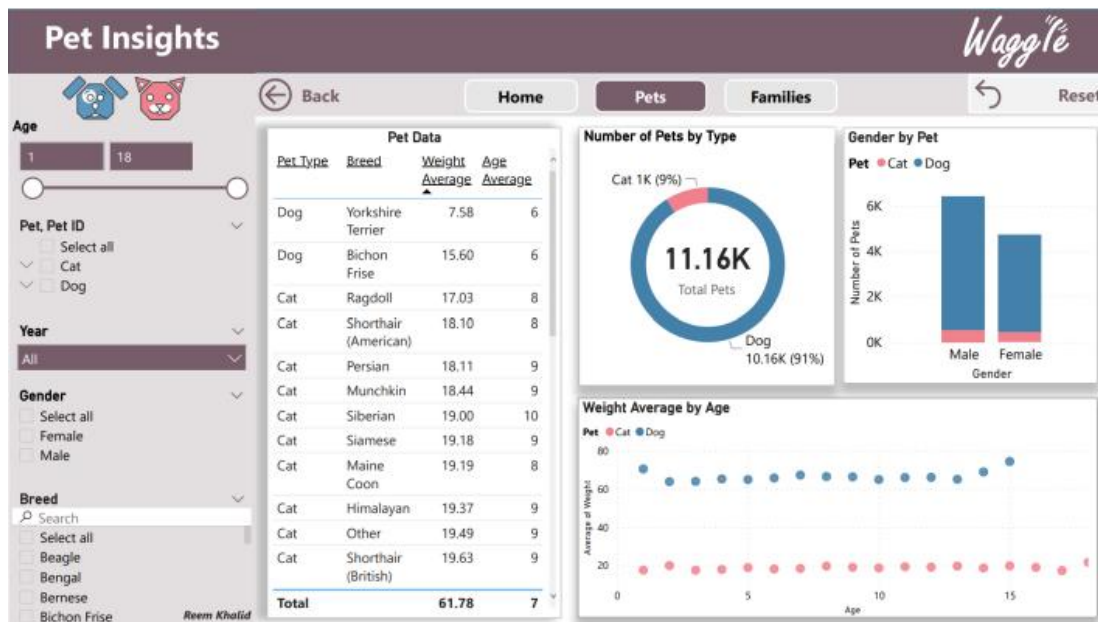 Pet Insights
Waggle
Back
Home
Pets
Families
Reset
Age
1
18
Pet, Pet ID
Select all
Cat
Dog
Year
All
Gender
Select all
Female
Male
Breed
Search
Select all
Beagle
Bengal
Bernese
Bichon Frise
Reem Khalid
Pet Data
Pet Type Breed Weight Average Age Average
Dog Yorkshire Terrier 7.58 6
Dog Bichon Frise 15.60 6
Cat Ragdoll 17.03 8
Cat Shorthair (American) 18.10 8
Cat Persian 18.11 9
Cat Munchkin 18.44 9
Cat Siberian 19.00 10
Cat Siamese 19.18 9
Cat Maine Coon 19.19 8
Cat Himalayan 19.37 9
Cat Other 19.49 9
Cat Shorthair (British) 19.63 9
Total 61.78 7
Number of Pets by Type
Cat 1K (9%)
11.16K
Total Pets
Dog
10.16K (91%)
Gender by Pet
Pet Cat Dog
Number of Pets
6K
4K
2K
0K
Male Female
Gender
Weight Average by Age
Pet Cat Dog
Average of Weight
80
60
40
20
0 5 10 15
Age